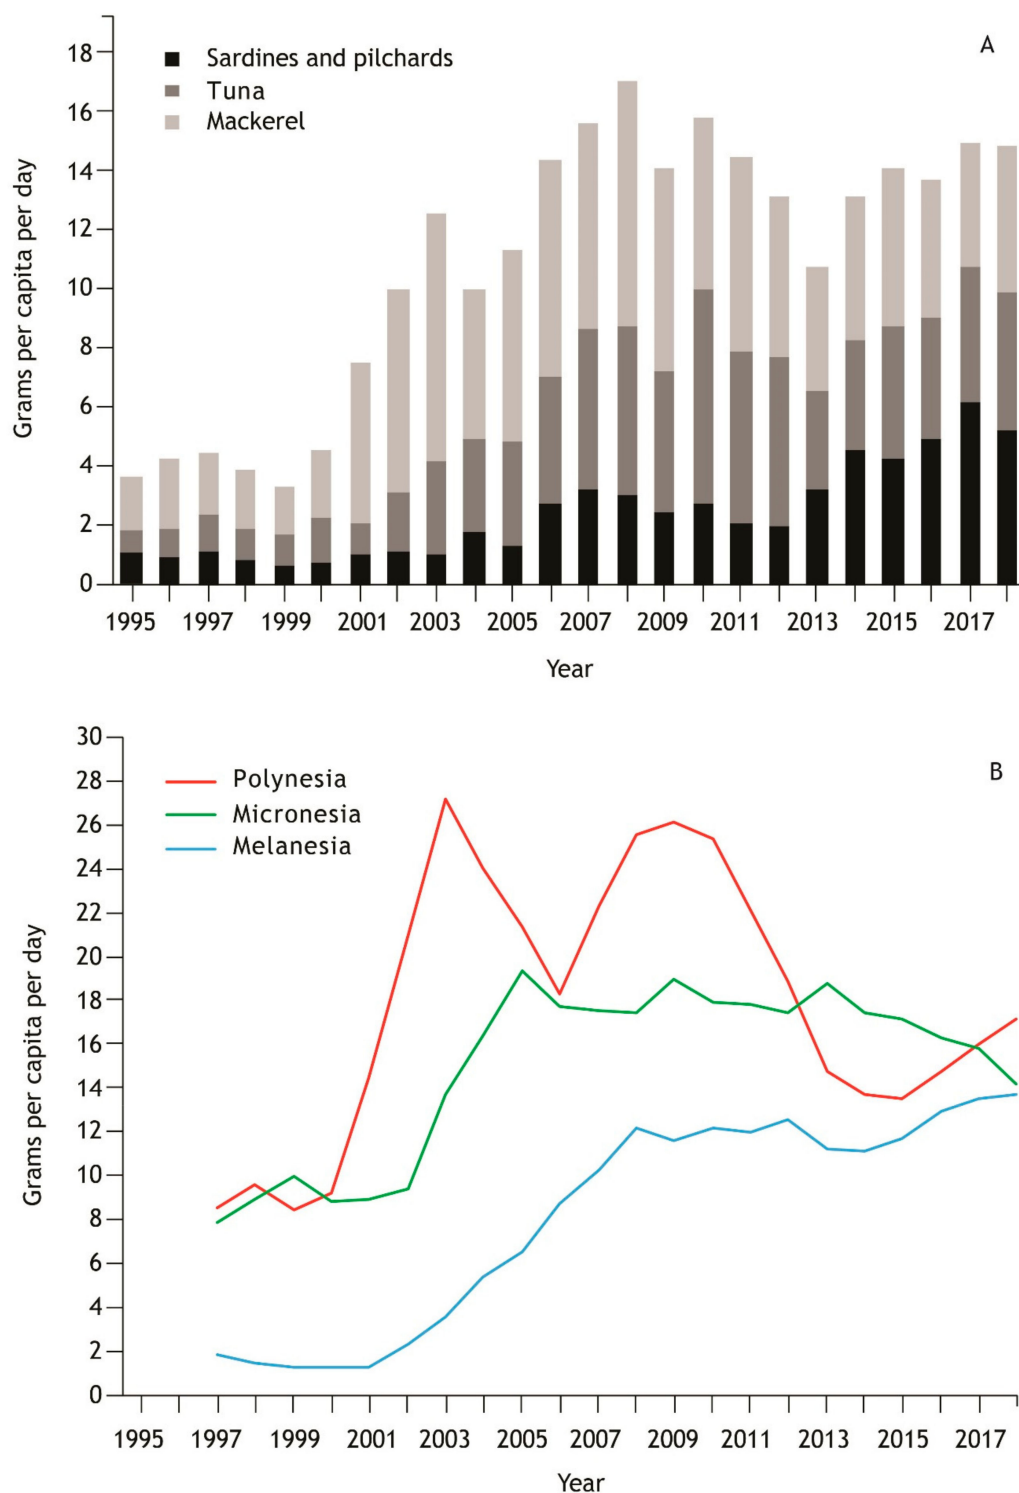 A
Sardines and pilchards
Tuna
Mackerel
Grams per capita per day
18
16
14
12
10
8
6
4
2
0
1995 1997 1999 2001 2003 2005 2007 2009 2011 2013 2015 2017
Year
B
Polynesia
Micronesia
Melanesia
Grams per capita per day
30
28
26
24
22
20
18
16
14
12
10
8
6
4
2
0
1995 1997 1999 2001 2003 2005 2007 2009 2011 2013 2015 2017
Year